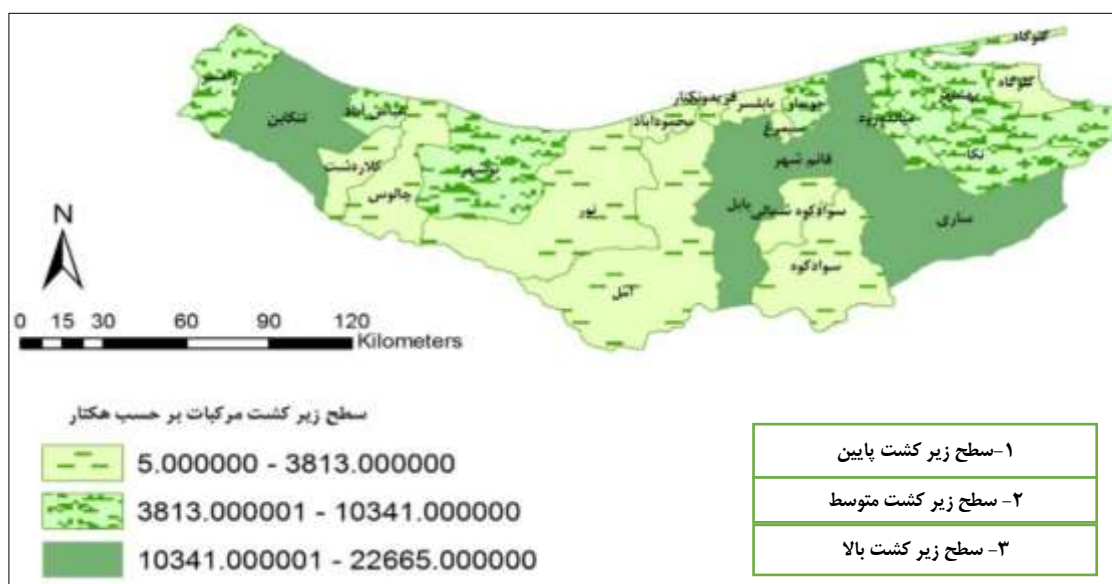 گلوگاه
رامسر
گلوگاه
بهشهر
تنکابن
عباس آباد
فریدونکنار
بابلسر
جویبار
میاندورود
محمودآباد
سیمرغ
نکا
کلاردشت
نوشهر
قائم شهر
چالوس
نور
بابل
سوادکوه شمالی
ساری
سوادکوه
آمل
N
0 15 30 60 90 120
Kilometers
سطح زیر کشت مرکبات بر حسب هکتار
5.000000 - 3813.000000
3813.000001 - 10341.000000
10341.000001 - 22665.000000
۱-سطح زیر کشت پایین
۲- سطح زیر کشت متوسط
۳- سطح زیر کشت بالا